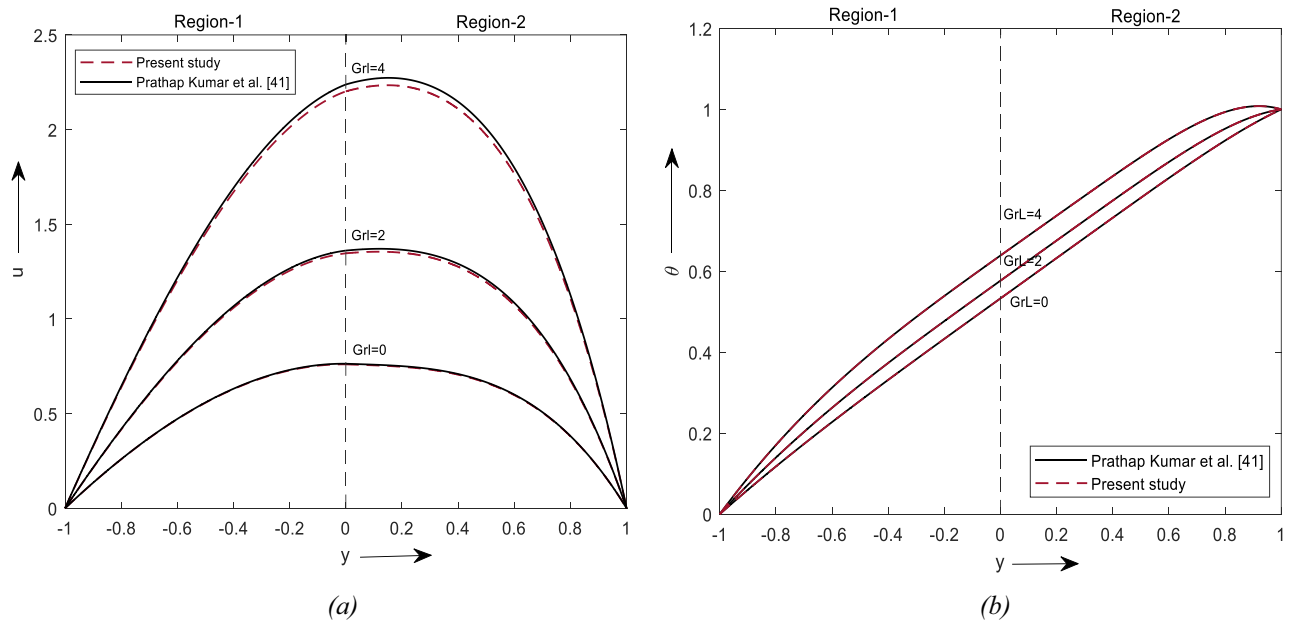 Region-1 Region-2
2.5
2
1.5
1
0.5
0
u
Present study
Prathap Kumar et al. [41]
Grl=4
Grl=2
Grl=0
-1 -0.8 -0.6 -0.4 -0.2 0 0.2 0.4 0.6 0.8 1
y
(a)
Region-1 Region-2
1.2
1
0.8
0.6
0.4
0.2
0
θ
GrL=4
GrL=2
GrL=0
Prathap Kumar et al. [41]
Present study
-1 -0.8 -0.6 -0.4 -0.2 0 0.2 0.4 0.6 0.8 1
y
(b)